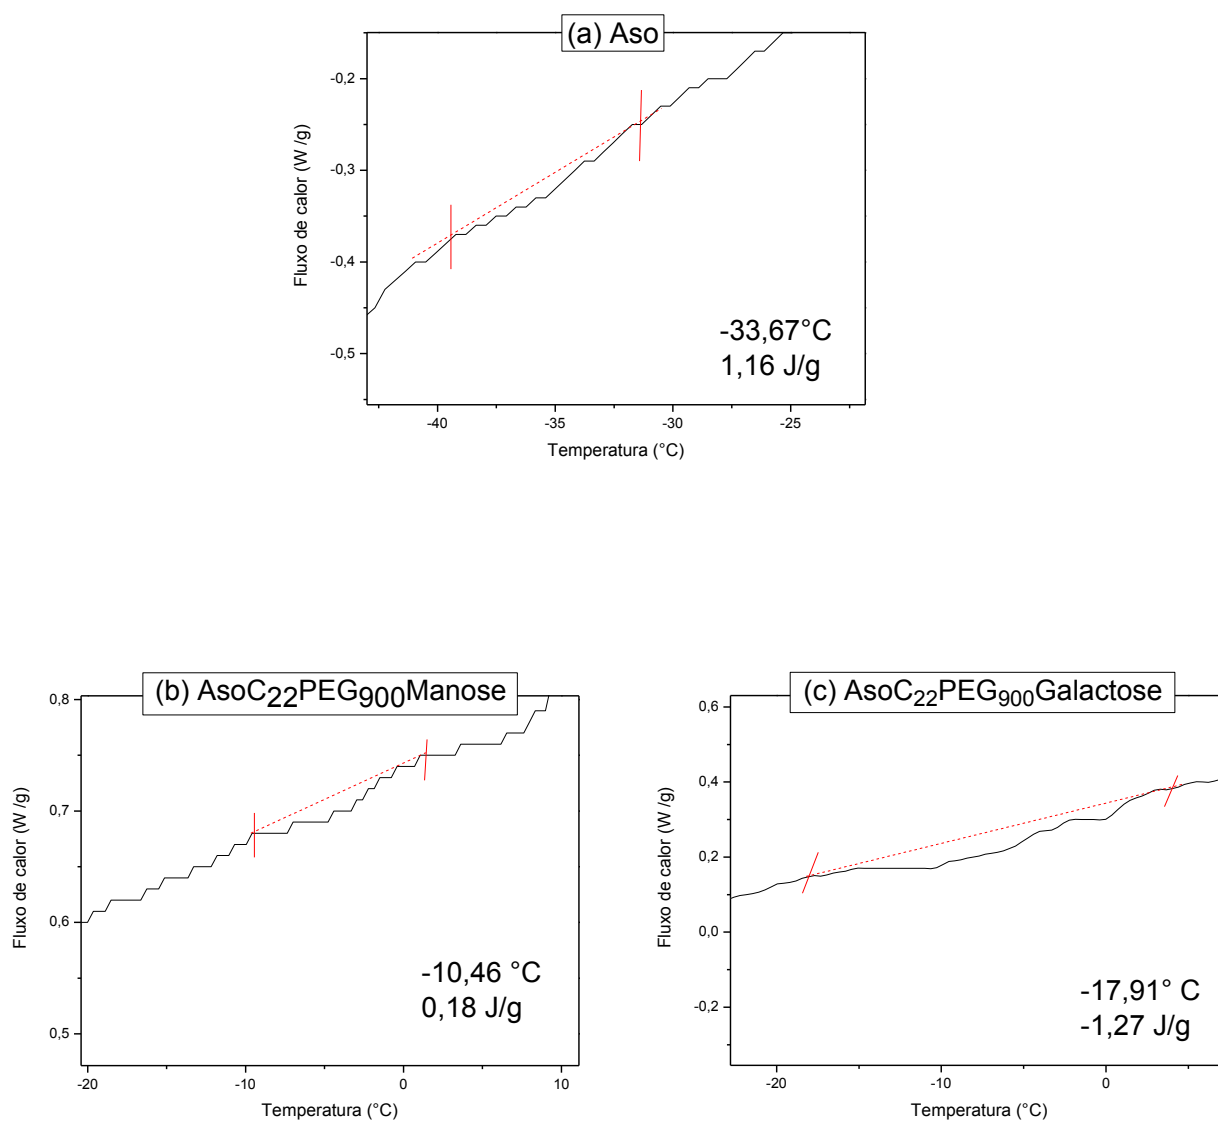 (a) Aso
-0,2
-0,3
-0,4
-0,5
Fluxo de calor (W /g)
-33,67°C
1,16 J/g
-40
-35
-30
-25
Temperatura (°C)
(b) AsoC22PEG900Manose
0,8
0,7
0,6
0,5
Fluxo de calor (W /g)
-10,46 °C
0,18 J/g
-20
-10
0
10
Temperatura (°C)
(c) AsoC22PEG900Galactose
0,6
0,4
0,2
0,0
-0,2
Fluxo de calor (W /g)
-17,91° C
-1,27 J/g
-20
-10
0
Temperatura (°C)